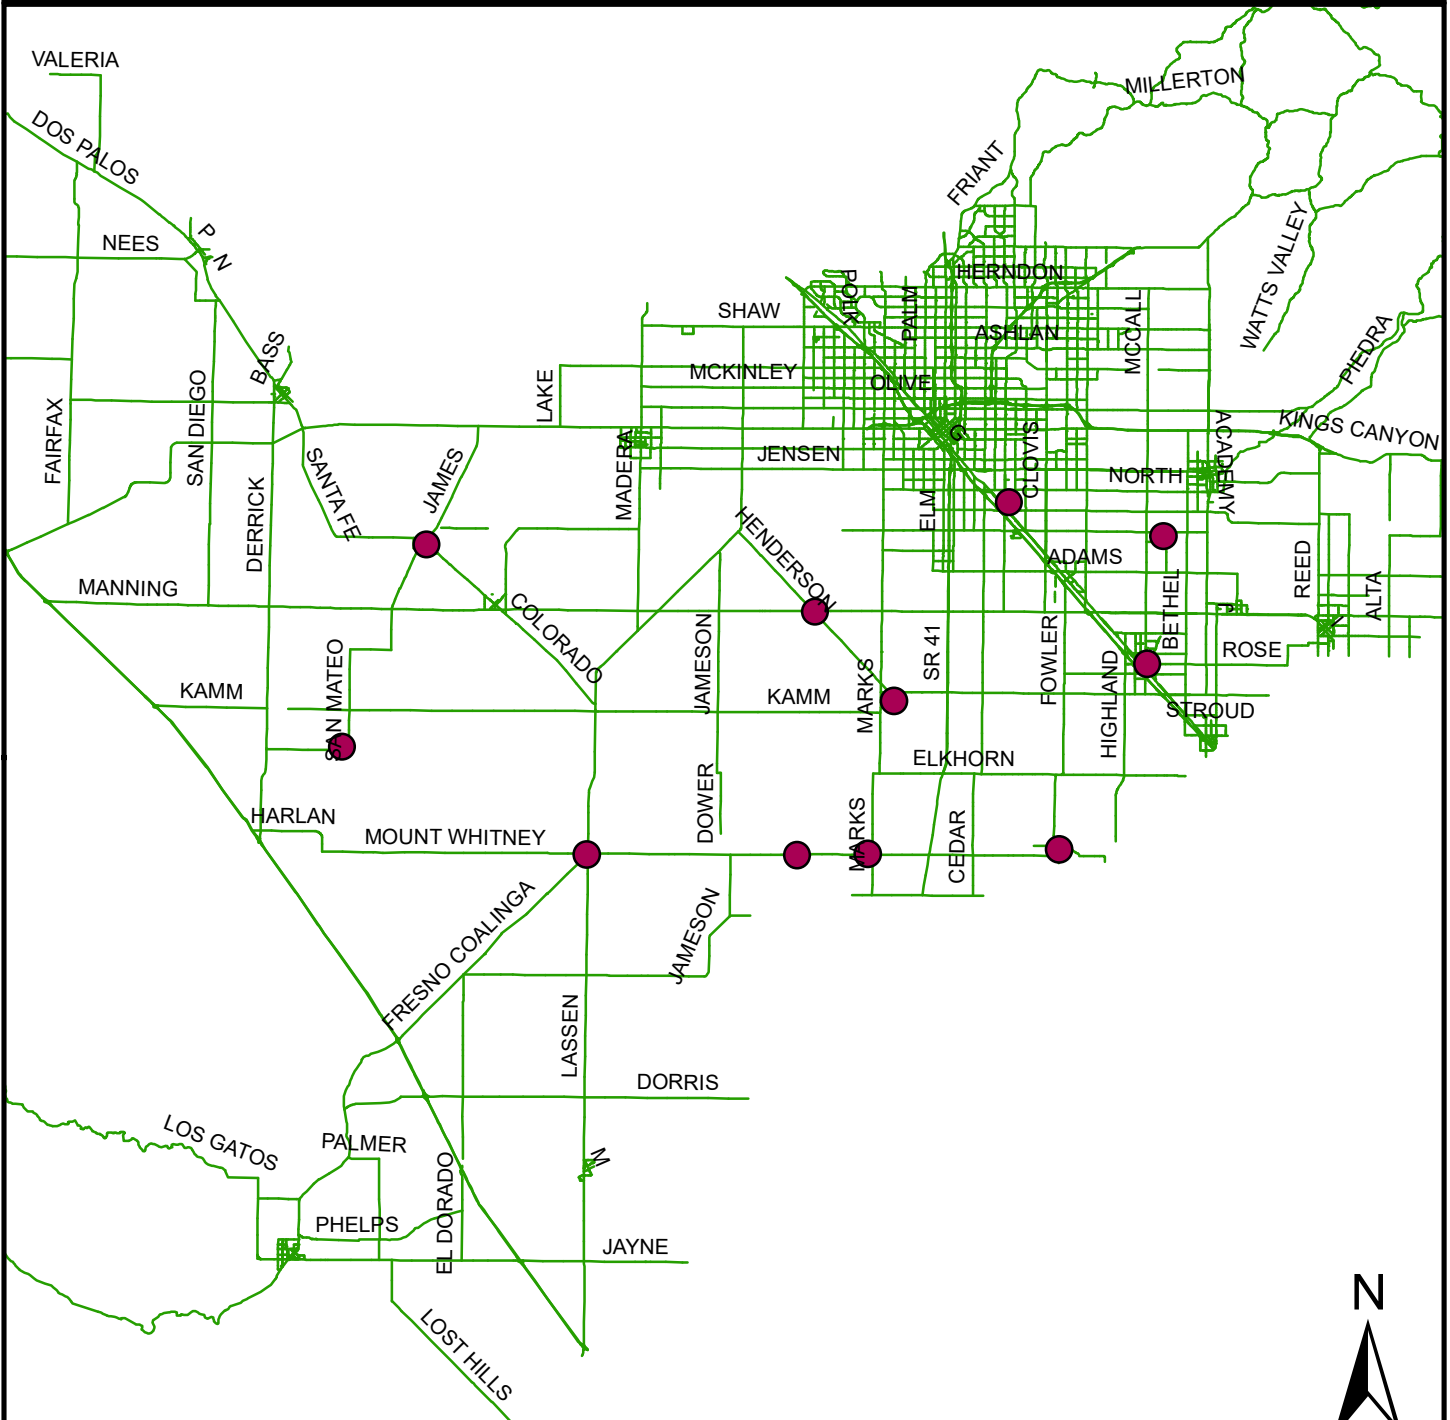 VALERIA
MILLERTON
DOS PALOS
FRIANT
P
N
NEES
WATTS VALLEY
HERNDON
POLK
PALM
SHAW
ASHLAN
MCCALL
PIEDRA
BASS
MCKINLEY
OLIVE
LAKE
FAIRFAX
SAN DIEGO
KINGS CANYON
G
ACADEMY
CLOVIS
JENSEN
MADERA
NORTH
JAMES
SANTA FE
DERRICK
ELM
HENDERSON
ADAMS
REED
ALTA
BETHEL
MANNING
COLORADO
JAMESON
SR 41
FOWLER
ROSE
SAN MATEO
KAMM
KAMM
MARKS
HIGHLAND
STROUD
ELKHORN
DOWER
HARLAN
MOUNT WHITNEY
MARKS
CEDAR
FRESNO COALINGA
JAMESON
LASSEN
DORRIS
LOS GATOS
PALMER
M
EL DORADO
PHELPS
JAYNE
LOST HILLS
N